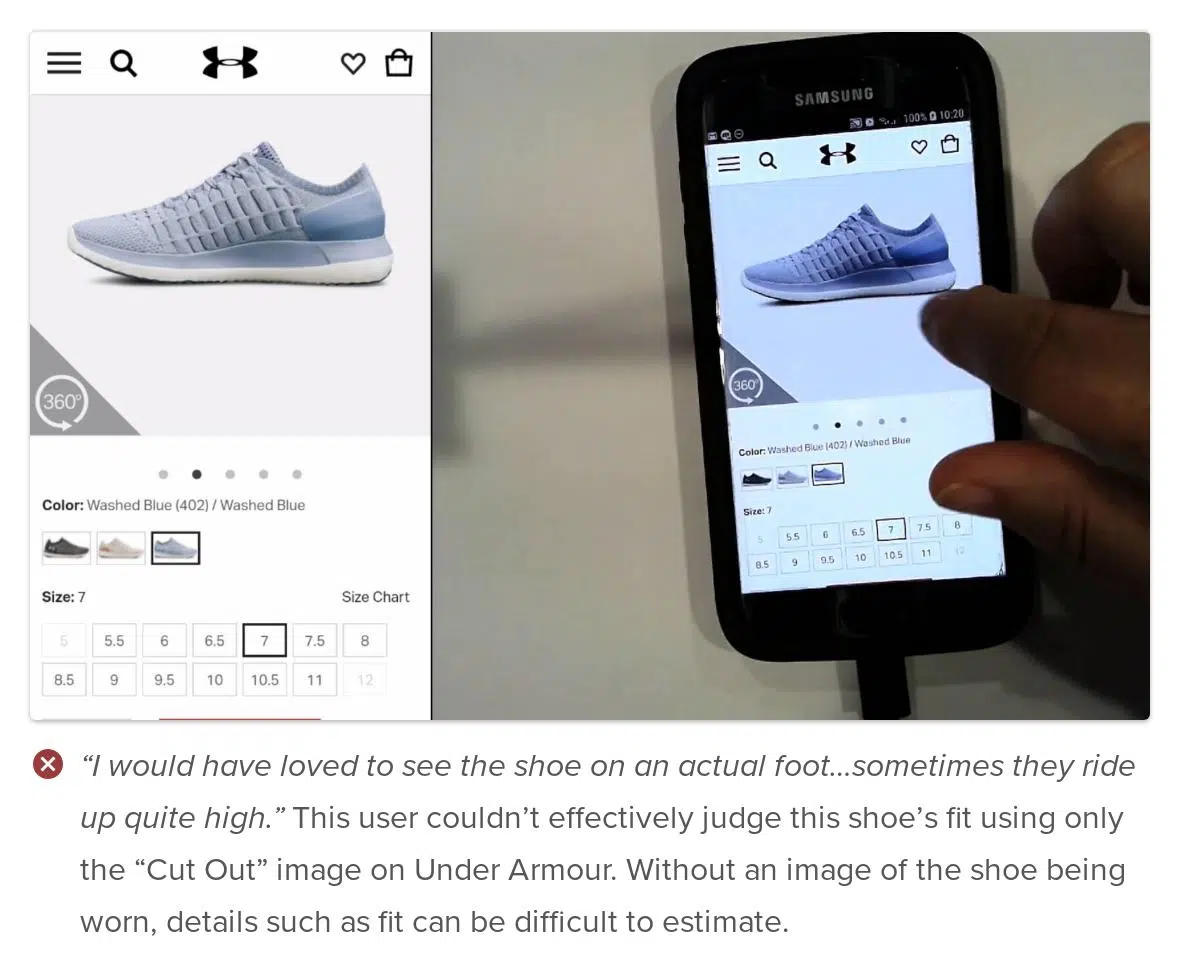 360°
Color: Washed Blue (402) / Washed Blue
Size: 7
Size Chart
5 5.5 6 6.5 7 7.5 8
8.5 9 9.5 10 10.5 11 12
SAMSUNG
100% 10:20
360°
Color: Washed Blue (402) / Washed Blue
Size: 7
5 5.5 6 6.5 7 7.5 8
8.5 9 9.5 10 10.5 11 12
“I would have loved to see the shoe on an actual foot…sometimes they ride
up quite high.” This user couldn’t effectively judge this shoe’s fit using only
the “Cut Out” image on Under Armour. Without an image of the shoe being
worn, details such as fit can be difficult to estimate.